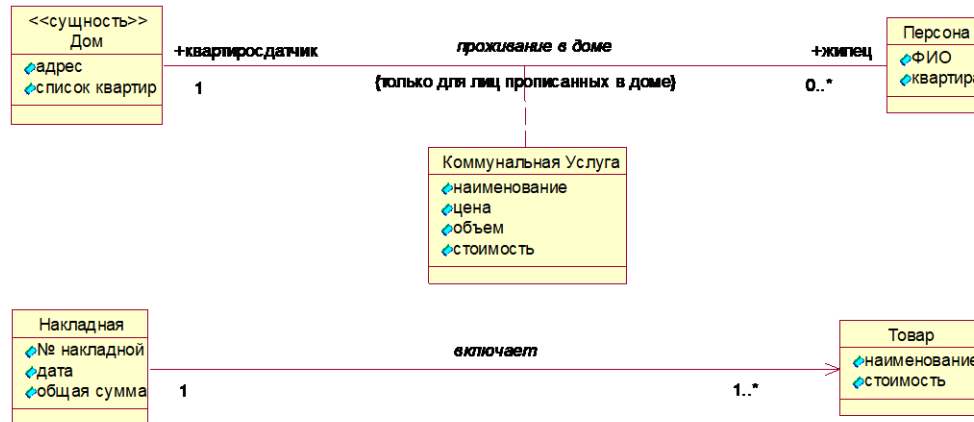 <<сущность>>
Дом
адрес
список квартир
+квартиросдатчик
1
проживание в доме
(только для лиц прописанных в доме)
+жилец
0..*
Персона
ФИО
квартира
Коммунальная Услуга
наименование
цена
объем
стоимость
Накладная
№ накладной
дата
общая сумма
1
включает
1..*
Товар
наименование
стоимость